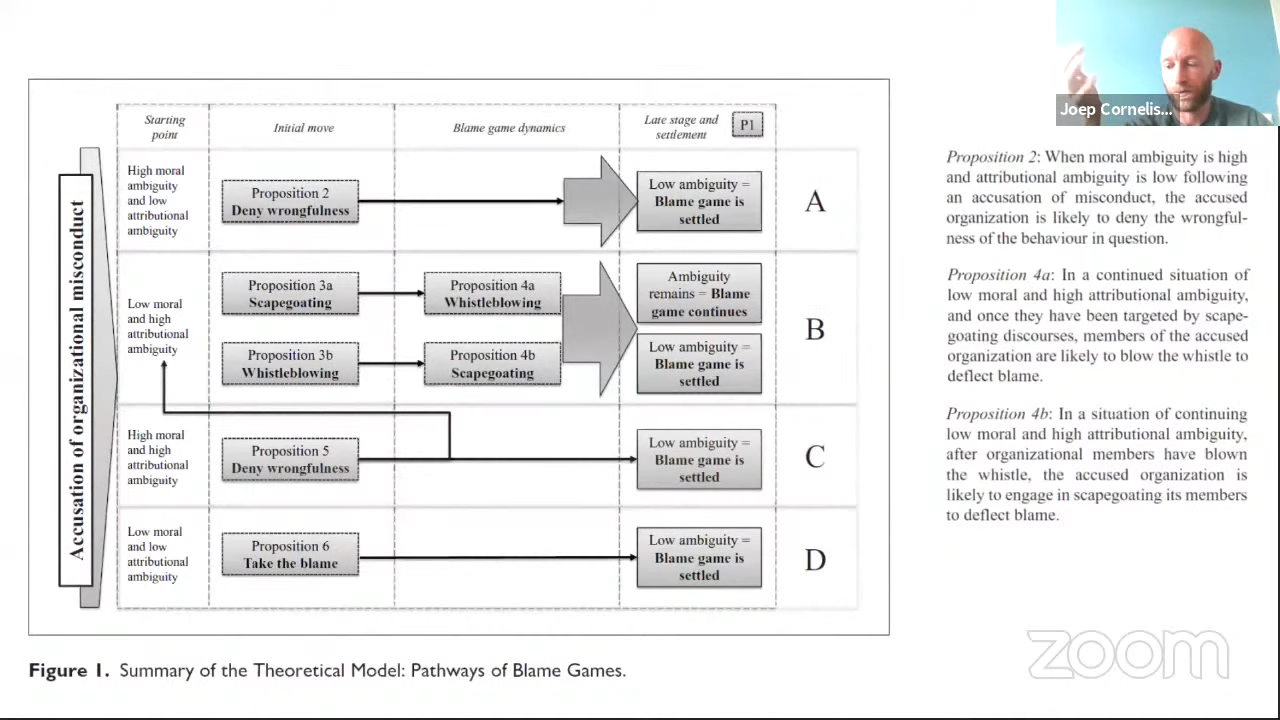 Joep Cornelis...
Starting
point
Initial move
Blame game dynamics
Late stage and
settlement
P1
Accusation of organizational misconduct
High moral
ambiguity
and low
attributional
ambiguity
Proposition 2
Deny wrongfulness
Low ambiguity =
Blame game is
settled
A
Low moral
and high
attributional
ambiguity
Proposition 3a
Scapegoating
Proposition 4a
Whistleblowing
Ambiguity
remains = Blame
game continues
Proposition 3b
Whistleblowing
Proposition 4b
Scapegoating
Low ambiguity =
Blame game is
settled
B
High moral
and high
attributional
ambiguity
Proposition 5
Deny wrongfulness
Low ambiguity =
Blame game is
settled
C
Low moral
and low
attributional
ambiguity
Proposition 6
Take the blame
Low ambiguity =
Blame game is
settled
D
Figure 1. Summary of the Theoretical Model: Pathways of Blame Games.
Proposition 2: When moral ambiguity is high
and attributional ambiguity is low following
an accusation of misconduct, the accused
organization is likely to deny the wrongful-
ness of the behaviour in question.
Proposition 4a: In a continued situation of
low moral and high attributional ambiguity,
and once they have been targeted by scape-
goating discourses, members of the accused
organization are likely to blow the whistle to
deflect blame.
Proposition 4b: In a situation of continuing
low moral and high attributional ambiguity,
after organizational members have blown
the whistle, the accused organization is
likely to engage in scapegoating its members
to deflect blame.
zoom